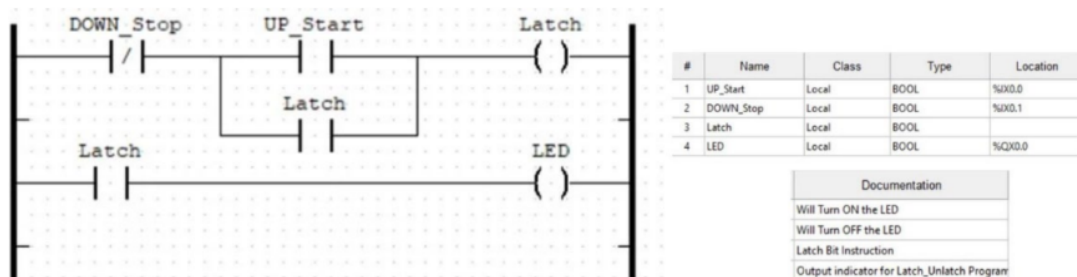 DOWN_Stop UP_Start Latch
/
Latch
Latch LED
# Name Class Type Location
1 UP_Start Local BOOL %IX0.0
2 DOWN_Stop Local BOOL %IX0.1
3 Latch Local BOOL
4 LED Local BOOL %QX0.0
Documentation
Will Turn ON the LED
Will Turn OFF the LED
Latch Bit Instruction
Output indicator for Latch_Unlatch Program